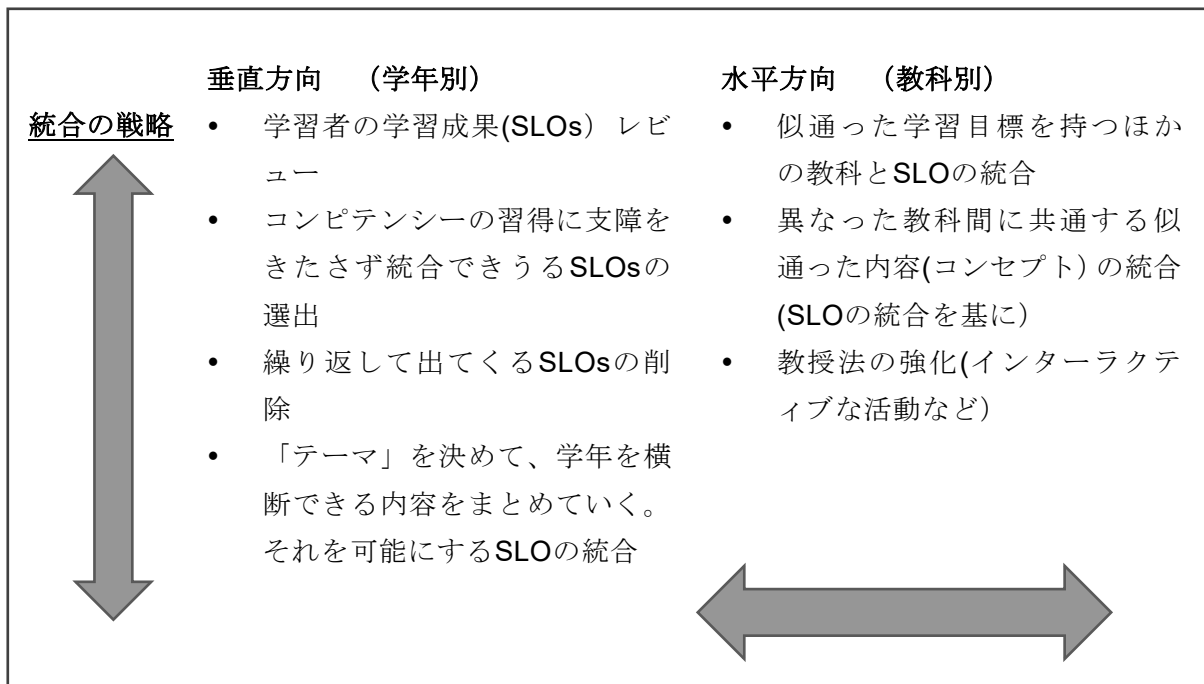 垂直方向　（学年別）
統合の戦略
• 学習者の学習成果(SLOs）レビ
ュー
• コンピテンシーの習得に支障を
きたさず統合できうるSLOsの
選出
• 繰り返して出てくるSLOsの削
除
• 「テーマ」を決めて、学年を横
断できる内容をまとめていく。
それを可能にするSLOの統合
水平方向　（教科別）
• 似通った学習目標を持つほか
の教科とSLOの統合
• 異なった教科間に共通する似
通った内容(コンセプト）の統合
(SLOの統合を基に）
• 教授法の強化(インターラクテ
ィブな活動など）